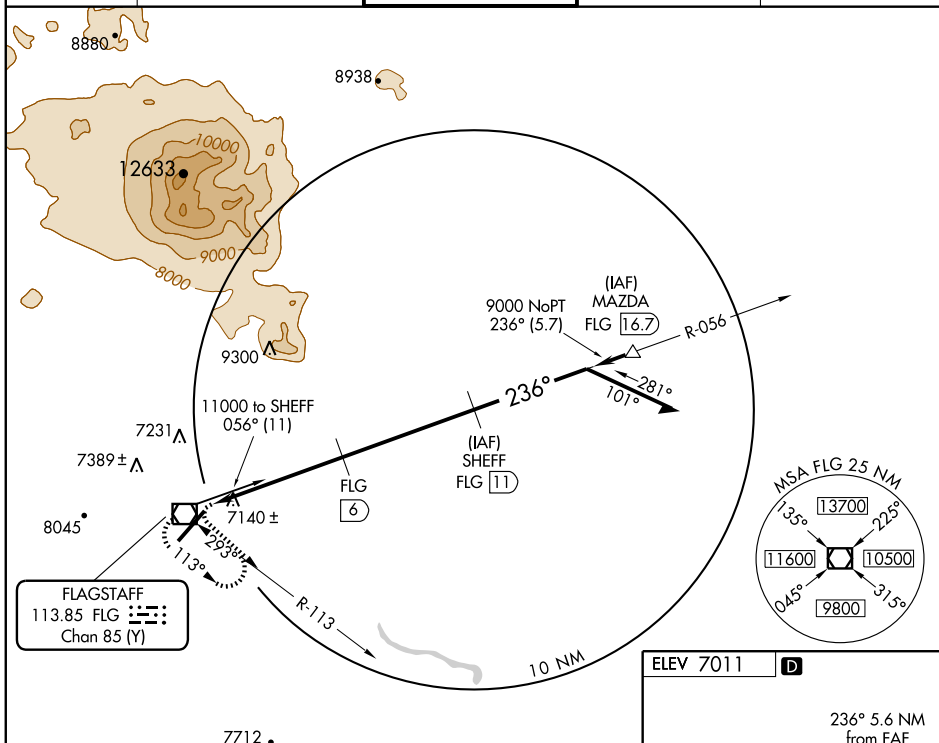 8880
8938
10000
12633
9000
8000
9300
(IAF)
MAZDA
FLG 16.7
9000 NoPT
236° (5.7)
R-056
236°
281°
101°
11000 to SHEFF
056° (11)
(IAF)
SHEFF
FLG 11
FLG
6
7231
7389 ±
7140 ±
8045
293°
113°
R-113
FLAGSTAFF
113.85 FLG
Chan 85 (Y)
MSA FLG 25 NM
13700
135°
225°
11600
10500
045°
315°
9800
10 NM
ELEV 7011 D
236° 5.6 NM
from FAF
7712